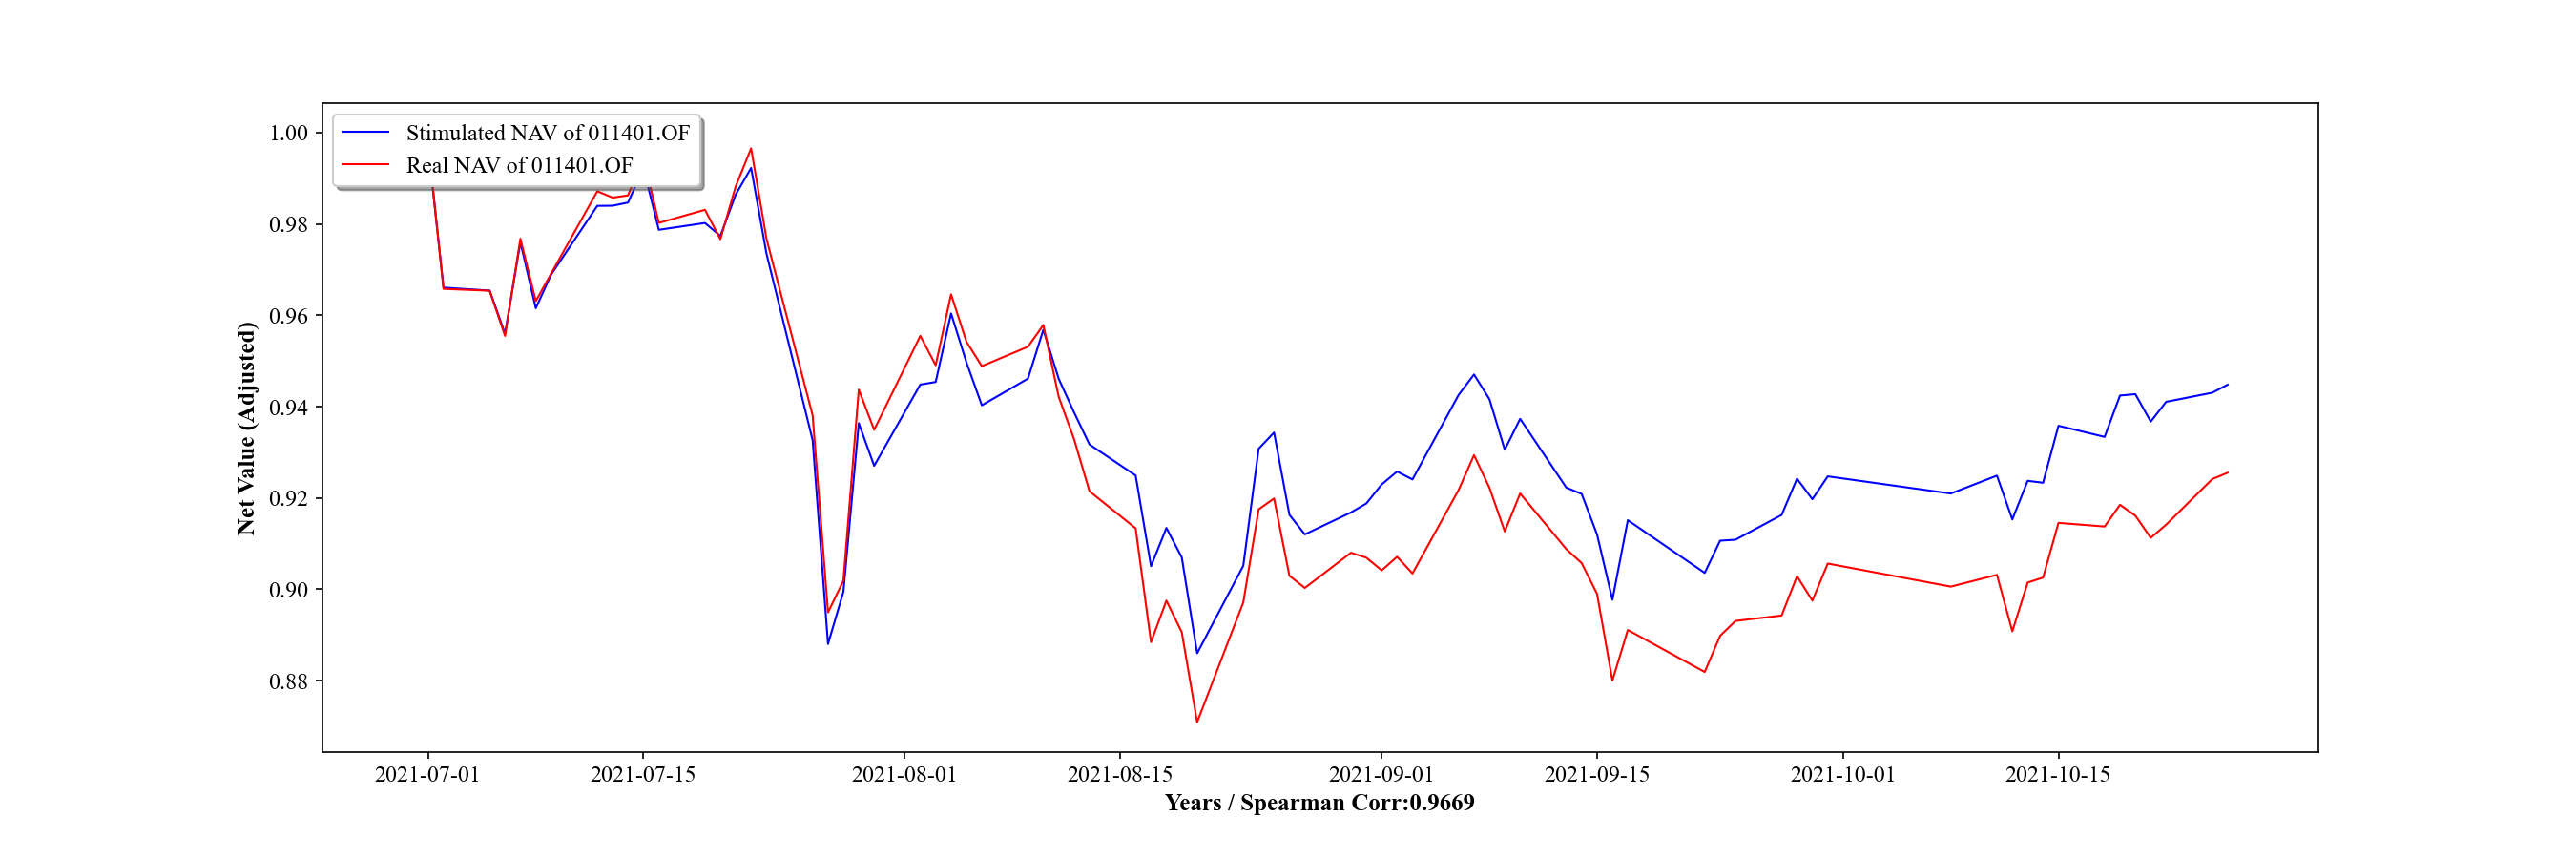 Stimulated NAV of 011401.OF
Real NAV of 011401.OF
Net Value (Adjusted)
1.00
0.98
0.96
0.94
0.92
0.90
0.88
2021-07-01 2021-07-15 2021-08-01 2021-08-15 2021-09-01 2021-09-15 2021-10-01 2021-10-15
Years / Spearman Corr:0.9669